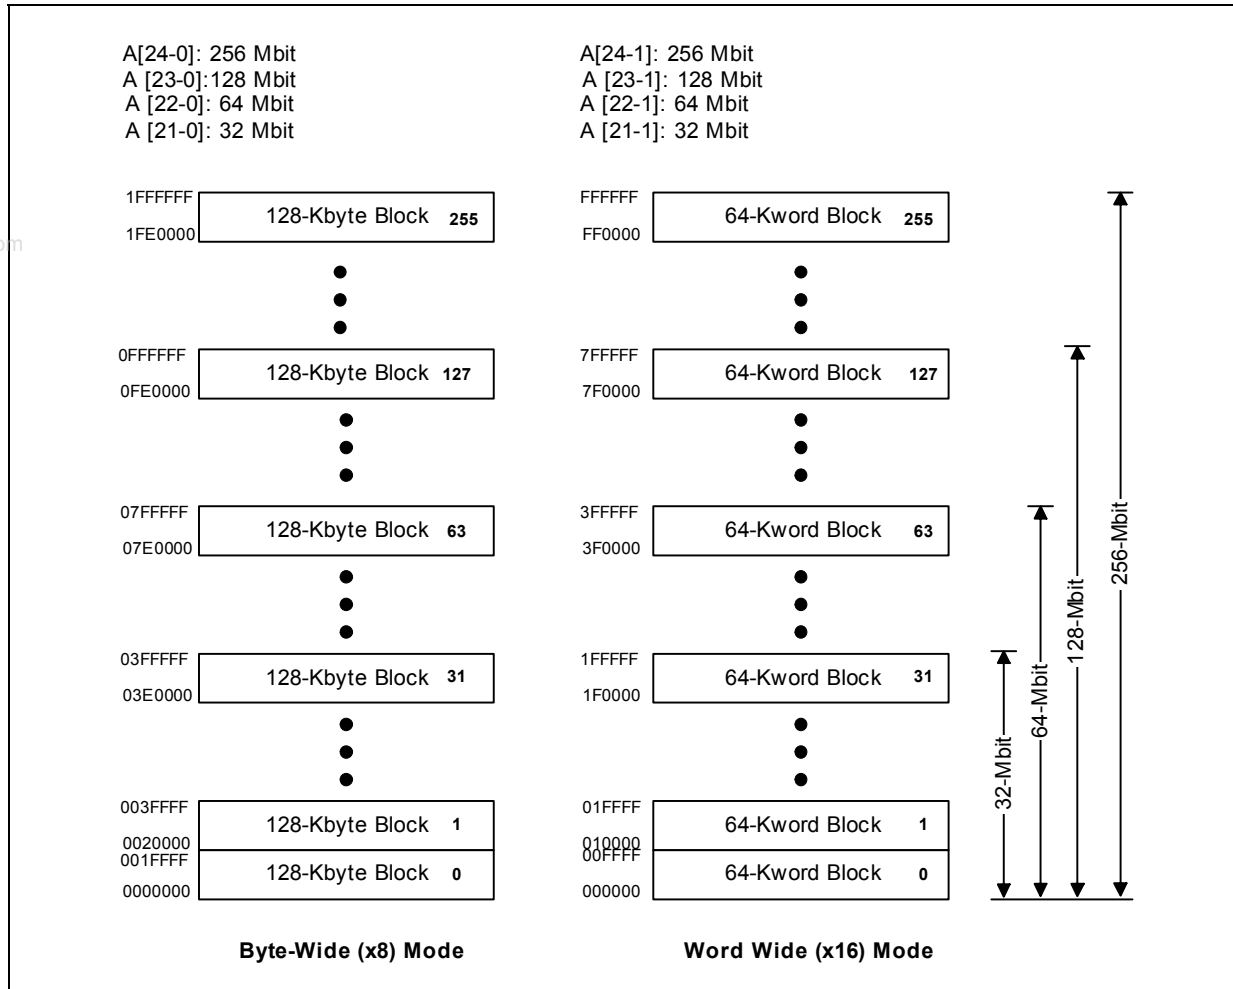 A[24-0]: 256 Mbit
A [23-0]:128 Mbit
A [22-0]: 64 Mbit
A [21-0]: 32 Mbit
A[24-1]: 256 Mbit
A [23-1]: 128 Mbit
A [22-1]: 64 Mbit
A [21-1]: 32 Mbit
1FFFFFF
128-Kbyte Block 255
1FE0000
0FFFFFF
128-Kbyte Block 127
0FE0000
07FFFFF
128-Kbyte Block 63
07E0000
03FFFFF
128-Kbyte Block 31
03E0000
003FFFF
128-Kbyte Block 1
0020000
001FFFF
128-Kbyte Block 0
0000000
Byte-Wide (x8) Mode
FFFFFF
64-Kword Block 255
FF0000
7FFFFF
64-Kword Block 127
7F0000
3FFFFF
64-Kword Block 63
3F0000
1FFFFF
64-Kword Block 31
1F0000
01FFFF
64-Kword Block 1
010000
00FFFF
64-Kword Block 0
000000
Word Wide (x16) Mode
32-Mbit
64-Mbit
128-Mbit
256-Mbit
om